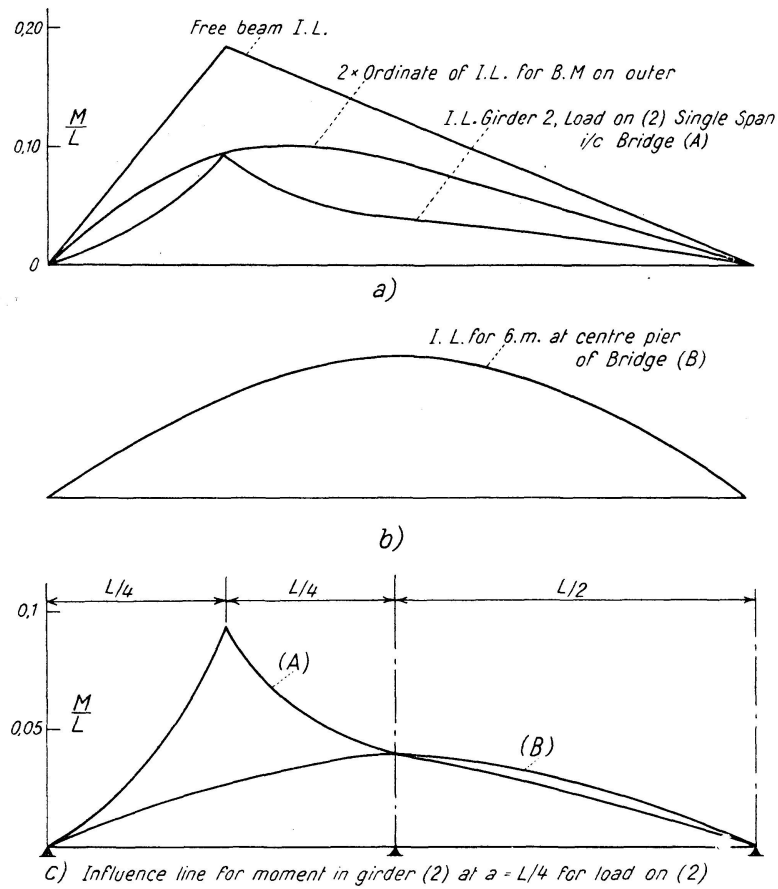 0,20
Free beam I.L.
2 × Ordinate of I.L. for B.M on outer
M/L
I.L. Girder 2, Load on (2) Single Span
i/c Bridge (A)
0,10
0
a)
I. L. for 6.m. at centre pier
of Bridge (B)
b)
L/4
L/4
L/2
0,1
(A)
M/L
0,05
(B)
0
C) Influence line for moment in girder (2) at a = L/4 for load on (2)